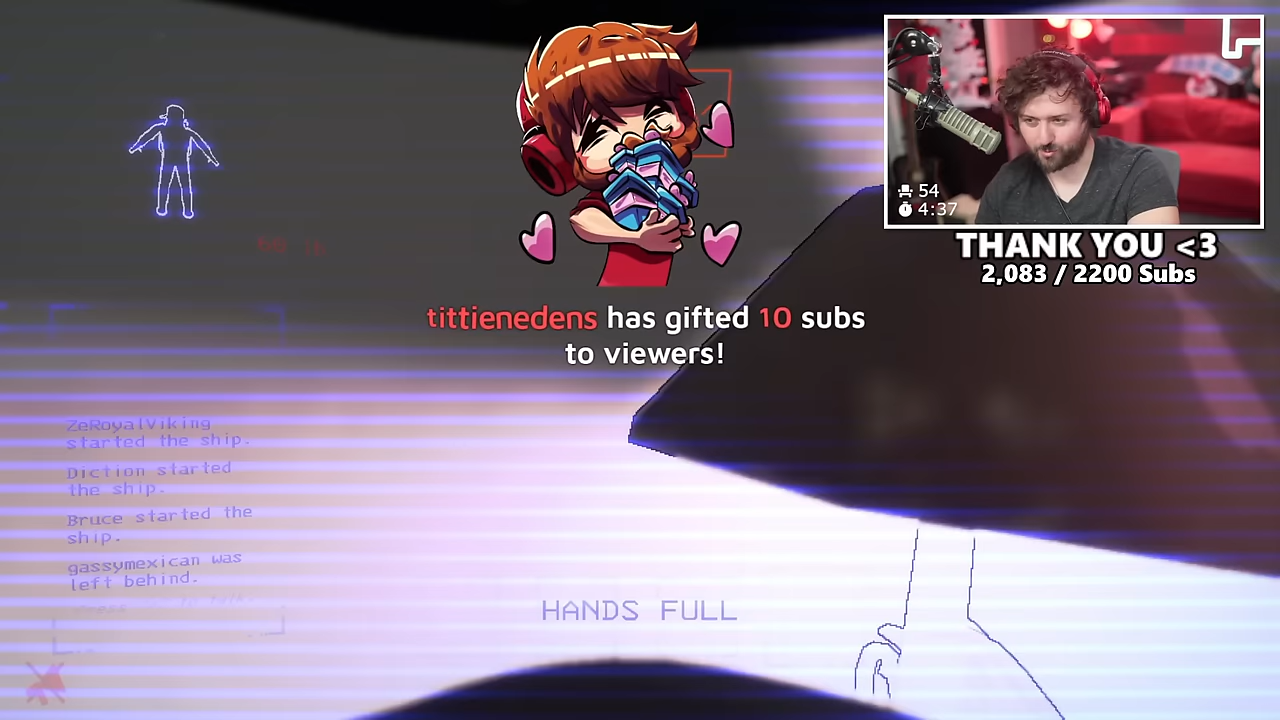 54
4:37
THANK YOU <3
2,083 / 2200 Subs
tittienedens has gifted 10 subs
to viewers!
ZeRoyalViking
started the ship.
Diction started
the ship.
Bruce started the
ship.
gassymexican was
left behind.
HANDS FULL